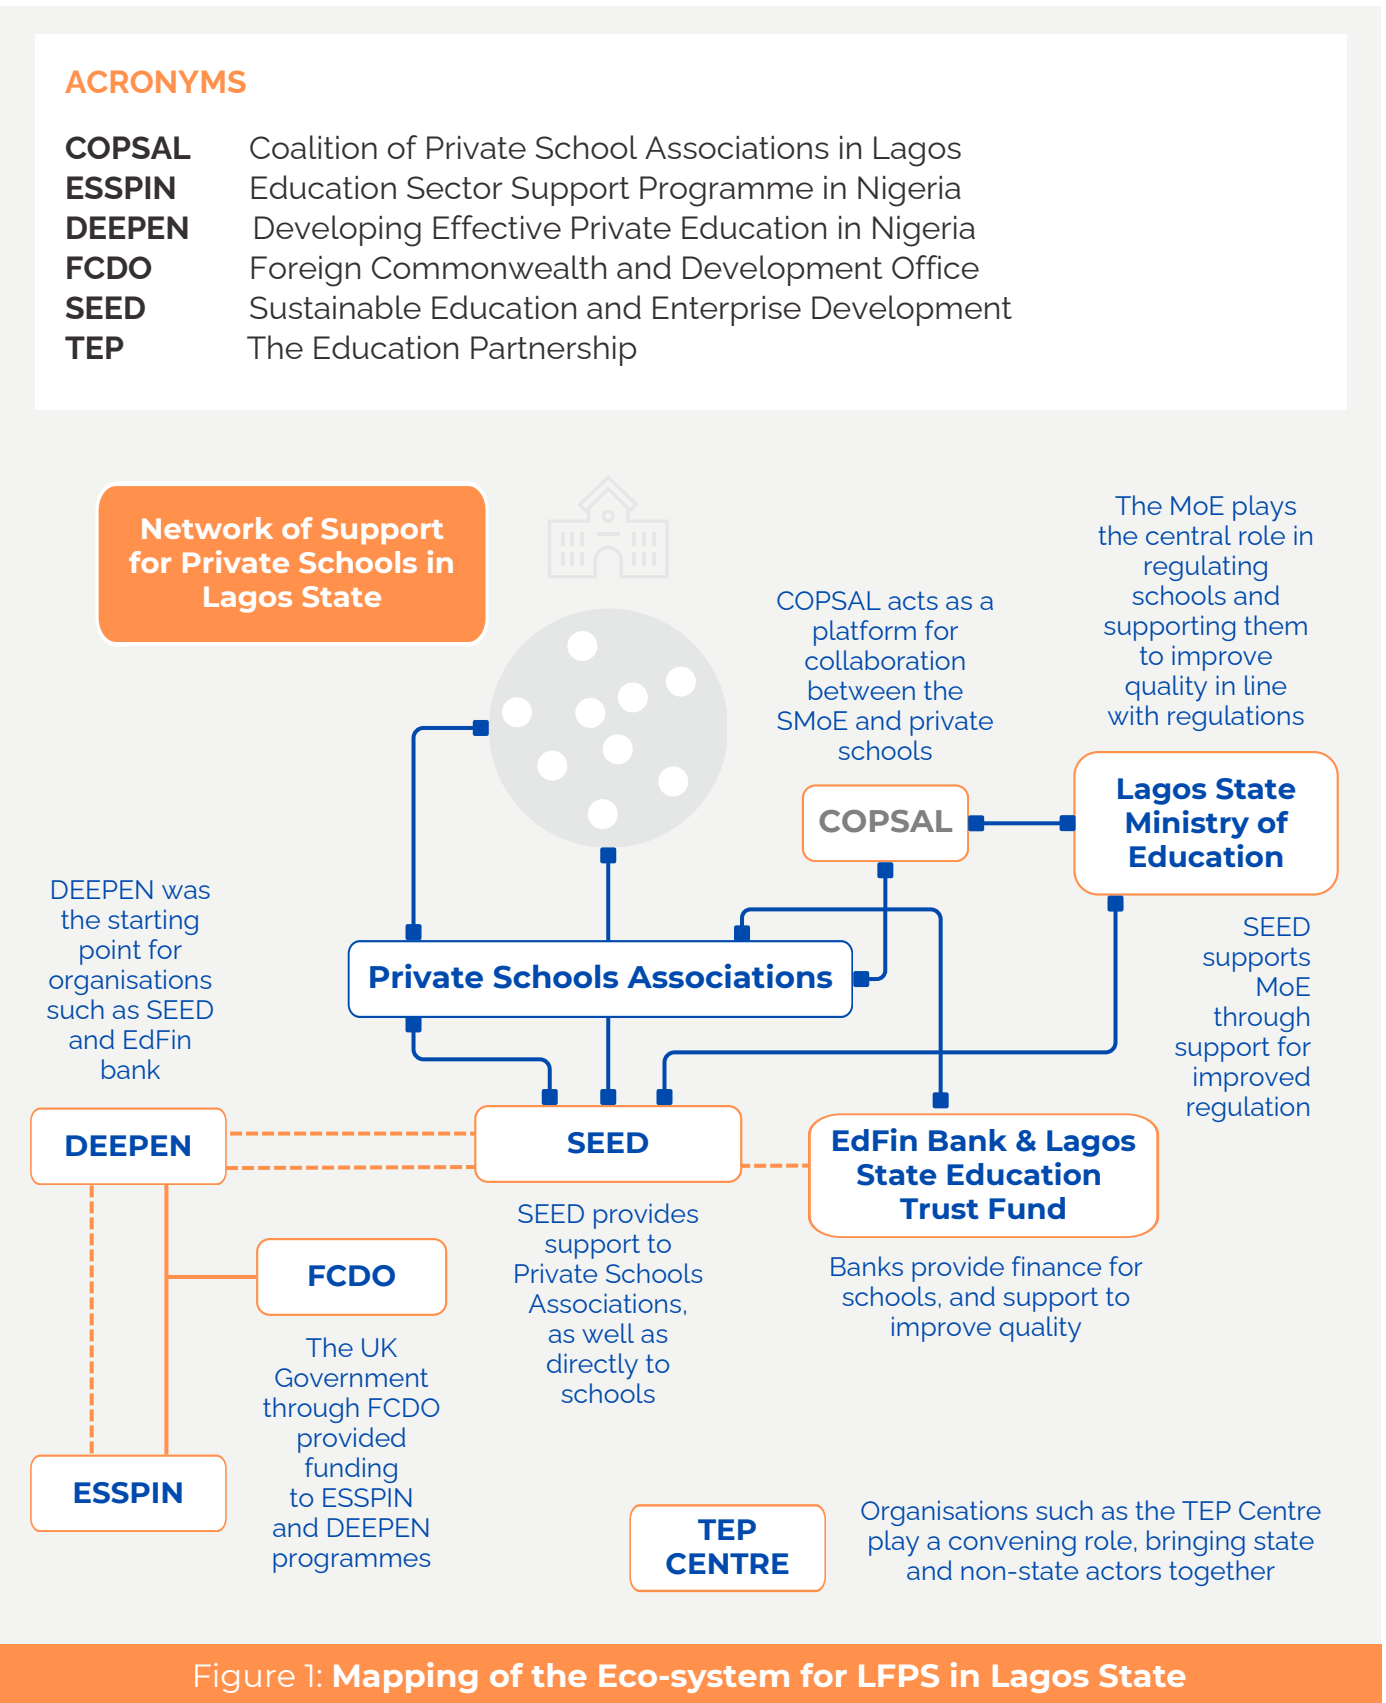 ACRONYMS
COPSAL Coalition of Private School Associations in Lagos
ESSPIN Education Sector Support Programme in Nigeria
DEEPEN Developing Effective Private Education in Nigeria
FCDO Foreign Commonwealth and Development Office
SEED Sustainable Education and Enterprise Development
TEP The Education Partnership
Network of Support
for Private Schools in
Lagos State
The MoE plays
the central role in
regulating
schools and
supporting them
to improve
quality in line
with regulations
COPSAL acts as a
platform for
collaboration
between the
SMoE and private
schools
Lagos State
Ministry of
Education
COPSAL
DEEPEN was
the starting
point for
organisations
such as SEED
and EdFin
bank
Private Schools Associations
SEED
supports
MoE
through
support for
improved
regulation
DEEPEN
SEED
EdFin Bank & Lagos
State Education
Trust Fund
SEED provides
support to
Private Schools
Associations,
as well as
directly to
schools
Banks provide finance for
schools, and support to
improve quality
FCDO
The UK
Government
through FCDO
provided
funding
to ESSPIN
and DEEPEN
programmes
ESSPIN
TEP
CENTRE
Organisations such as the TEP Centre
play a convening role, bringing state
and non-state actors together
Figure 1: Mapping of the Eco-system for LFPS in Lagos State